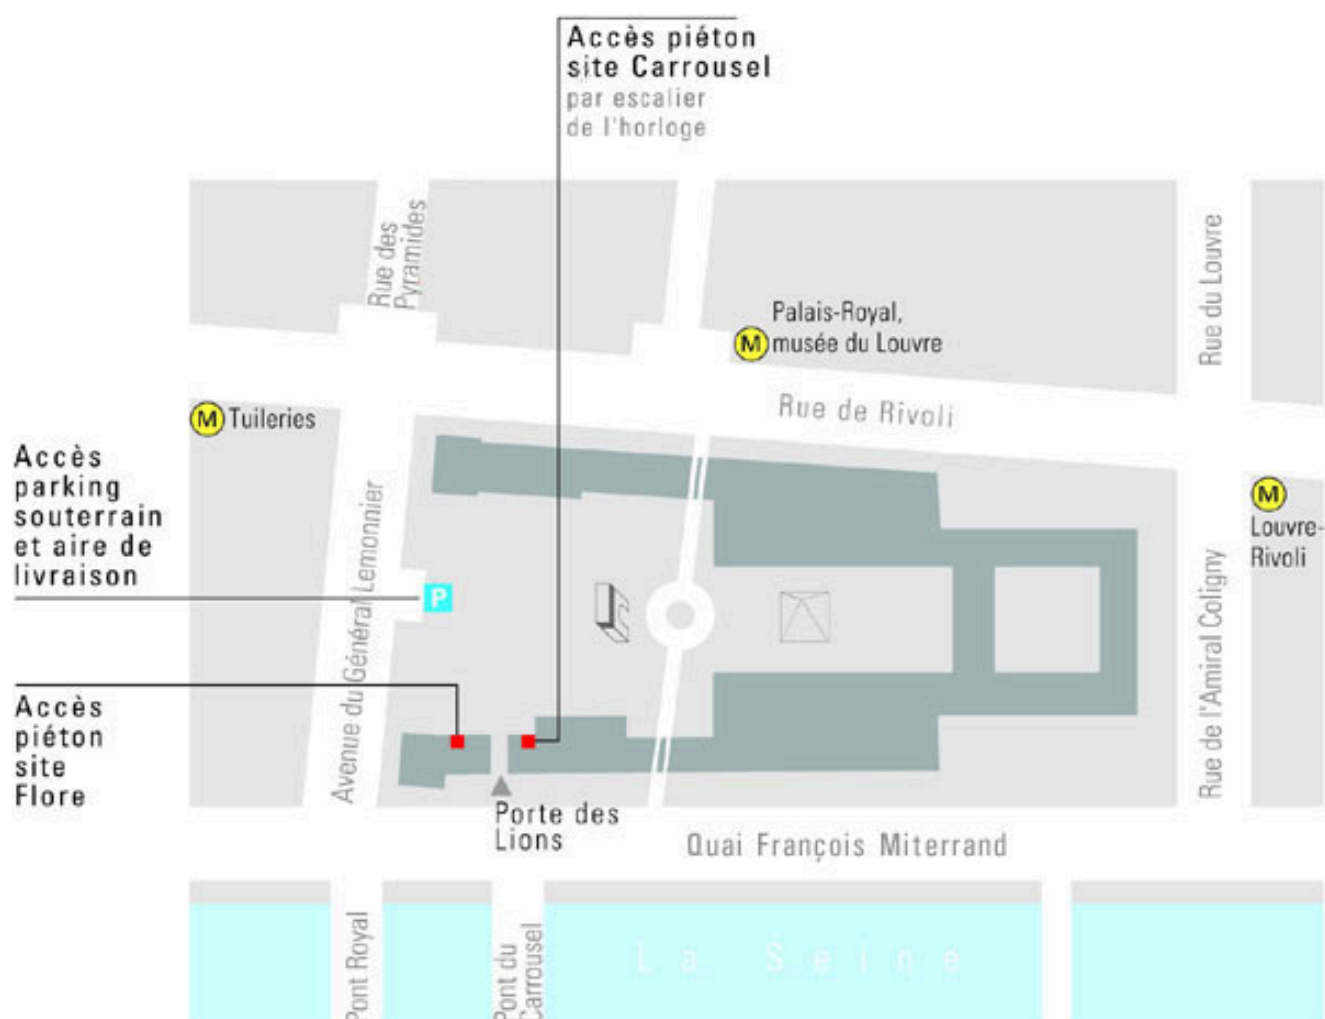 Accès piéton
site Carrousel
par escalier
de l'horloge
Rue des
Pyramides
Rue du Louvre
Palais-Royal,
M musée du Louvre
Rue de Rivoli
M Tuileries
Accès
parking
souterrain
et aire de
livraison
M
Louvre-
Rivoli
P
Avenue du Général Lemonnier
Rue de l'Amiral Coligny
Accès
piéton
site
Flore
Porte des
Lions
Quai François Miterrand
Pont Royal
Pont du
Carrousel
La Seine